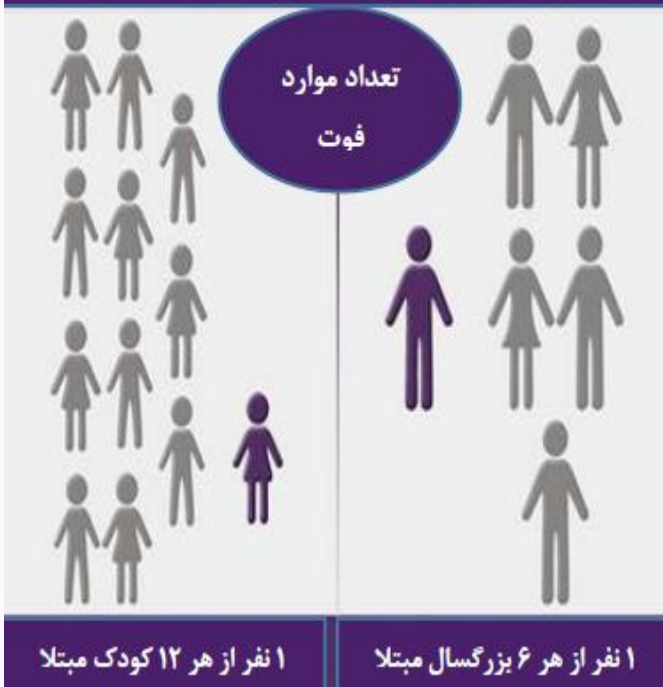 تعداد موارد
فوت
۱ نفر از هر ۶ بزرگسال مبتلا
۱ نفر از هر ۱۲ کودک مبتلا